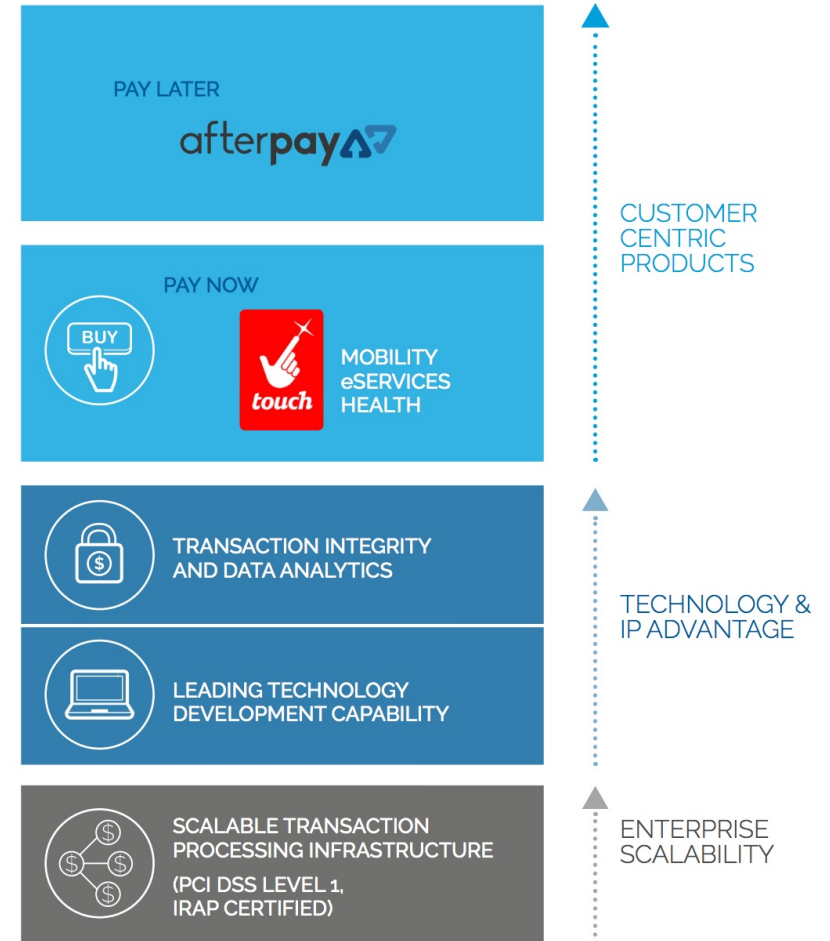 PAY LATER
afterpay
CUSTOMER
CENTRIC
PRODUCTS
PAY NOW
BUY
touch
MOBILITY
eSERVICES
HEALTH
TRANSACTION INTEGRITY
AND DATA ANALYTICS
TECHNOLOGY &
IP ADVANTAGE
LEADING TECHNOLOGY
DEVELOPMENT CAPABILITY
SCALABLE TRANSACTION
PROCESSING INFRASTRUCTURE
(PCI DSS LEVEL 1,
IRAP CERTIFIED)
ENTERPRISE
SCALABILITY
$
$
$
$
$